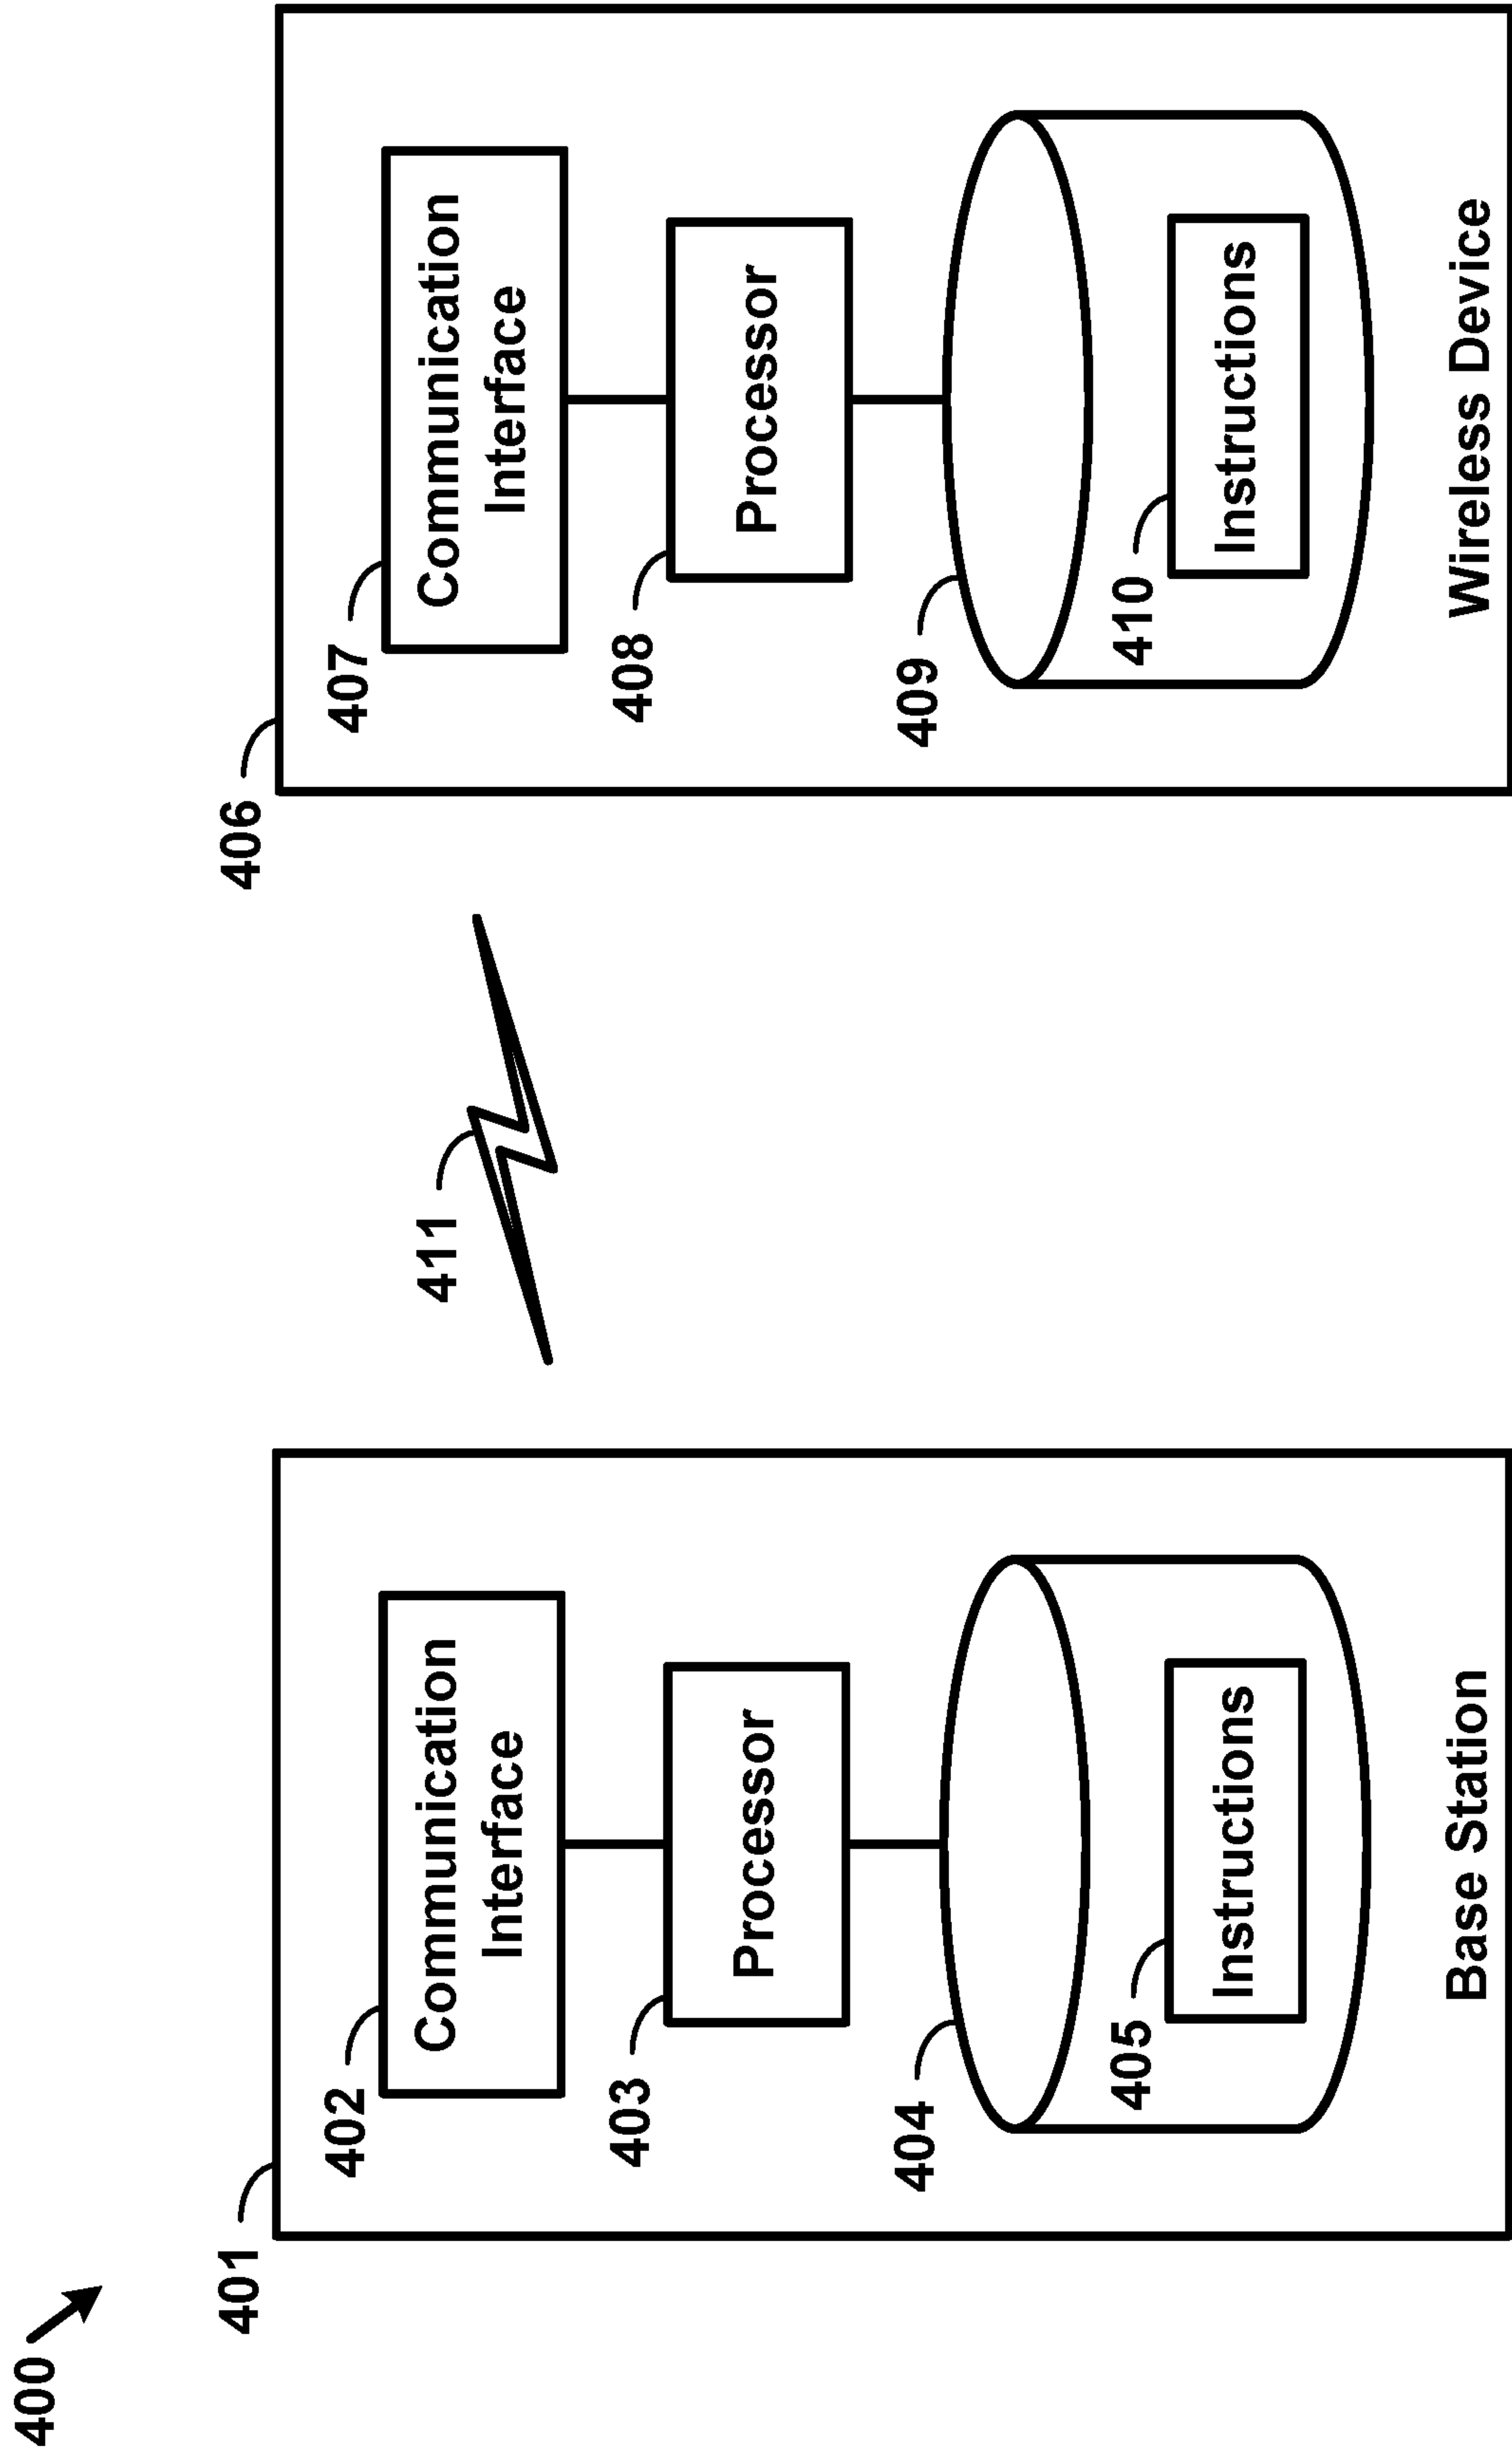 400
401
402
Communication
Interface
403
Processor
404
405
Instructions
Base Station
411
406
407
Communication
Interface
408
Processor
409
410
Instructions
Wireless Device